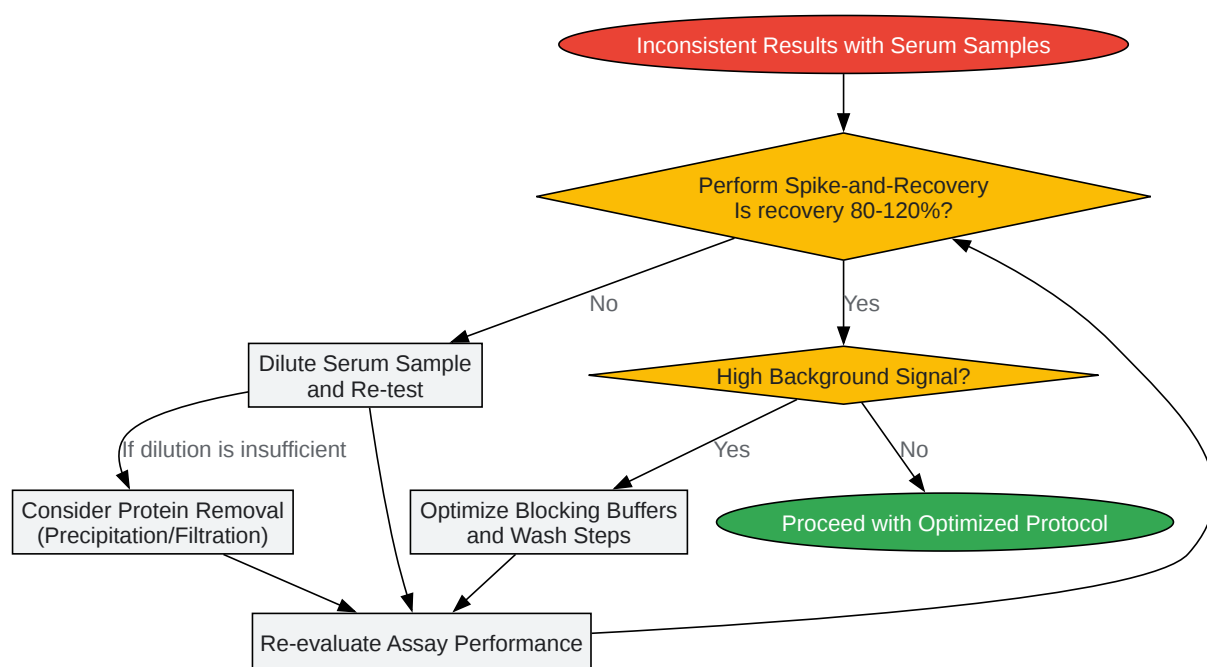 Inconsistent Results with Serum Samples
Perform Spike-and-Recovery
Is recovery 80-120%?
No
Yes
Dilute Serum Sample
and Re-test
High Background Signal?
If dilution is insufficient
Yes
No
Consider Protein Removal
(Precipitation/Filtration)
Optimize Blocking Buffers
and Wash Steps
Proceed with Optimized Protocol
Re-evaluate Assay Performance